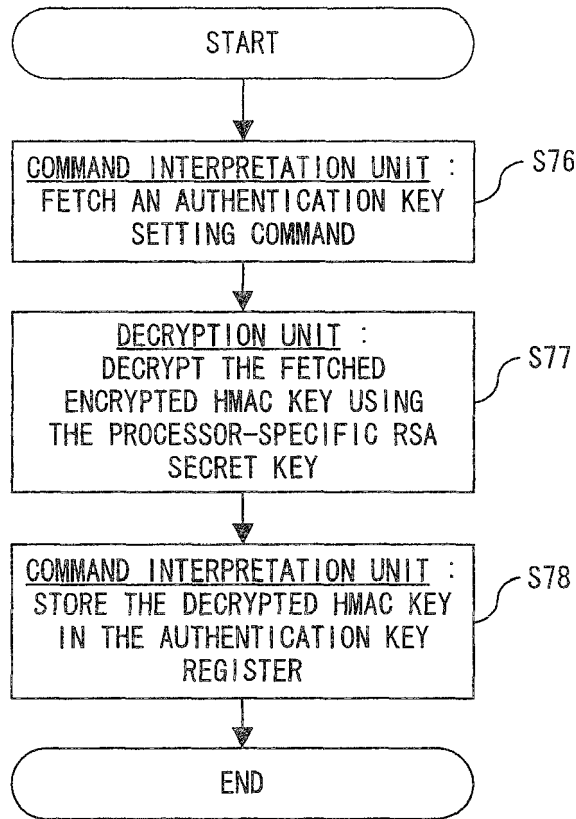 START
COMMAND INTERPRETATION UNIT :
FETCH AN AUTHENTICATION KEY
SETTING COMMAND
S76
DECRYPTION UNIT :
DECRYPT THE FETCHED
ENCRYPTED HMAC KEY USING
THE PROCESSOR-SPECIFIC RSA
SECRET KEY
S77
COMMAND INTERPRETATION UNIT :
STORE THE DECRYPTED HMAC KEY
IN THE AUTHENTICATION KEY
REGISTER
S78
END